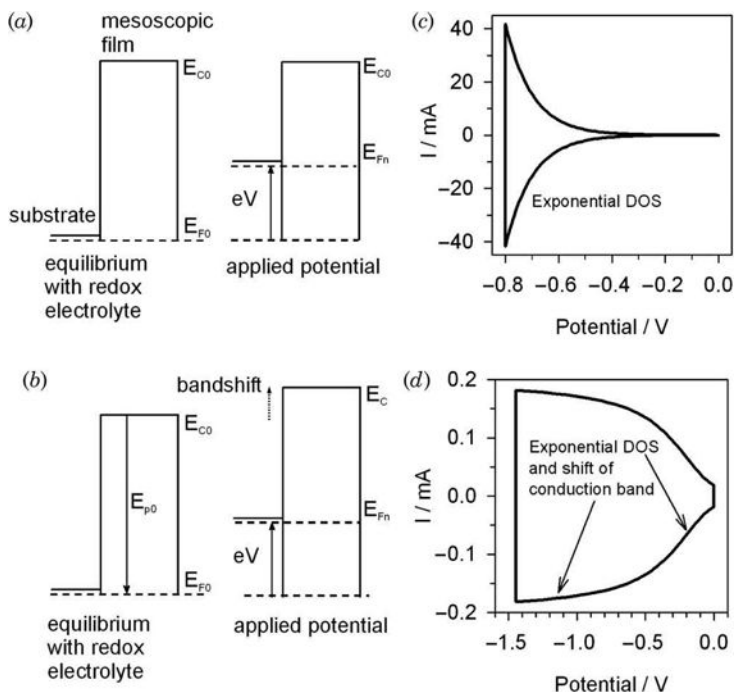 (a)
mesoscopic
film
E_C0
substrate
E_F0
equilibrium
with redox
electrolyte
E_Fn
eV
applied potential
(c)
40
20
0
−20
−40
I / mA
Exponential DOS
−0.8 −0.6 −0.4 −0.2 0.0
Potential / V
(b)
E_C0
E_p0
E_F0
equilibrium
with redox
electrolyte
bandshift
E_C
E_Fn
eV
applied potential
(d)
0.2
0.1
0.0
−0.1
−0.2
I / mA
Exponential DOS
and shift of
conduction band
−1.5 −1.0 −0.5 0.0
Potential / V